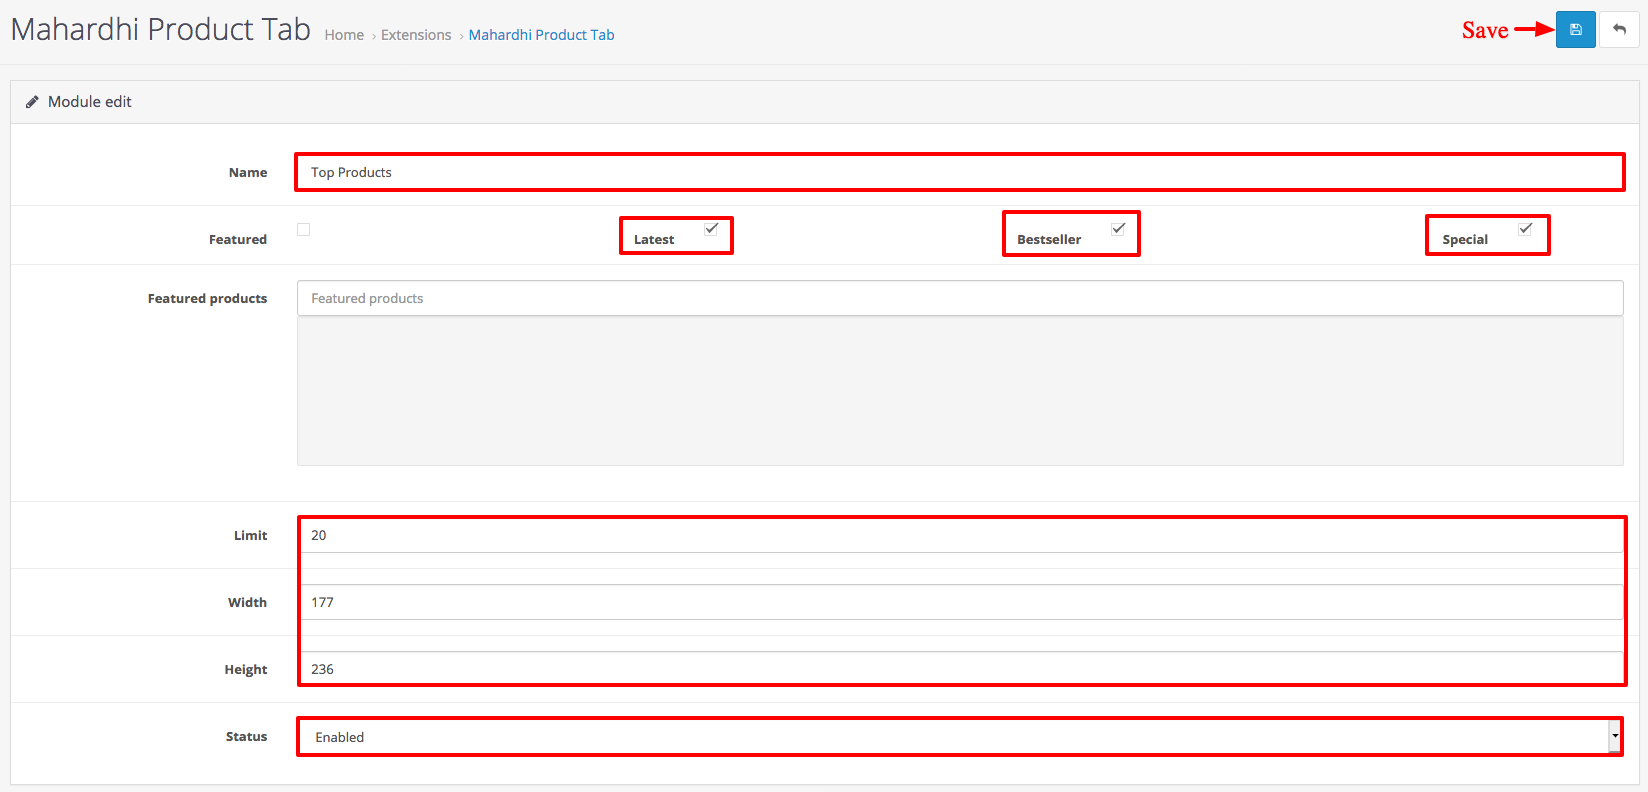 Mahardhi Product Tab Home › Extensions › Mahardhi Product Tab Save
Module edit
Name Top Products
Featured Latest Bestseller Special
Featured products Featured products
Limit 20
Width 177
Height 236
Status Enabled